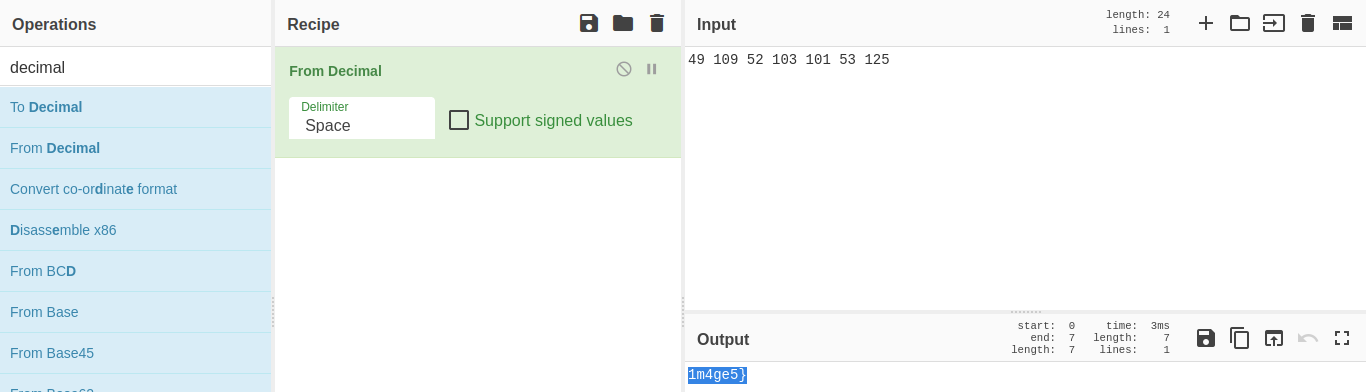 Operations
decimal
To Decimal
From Decimal
Convert co-ordinate format
Disassemble x86
From BCD
From Base
From Base45
Recipe
From Decimal
Delimiter
Space
Support signed values
Input
length: 24
lines: 1
49 109 52 103 101 53 125
Output
start: 0 time: 3ms
end: 7 length: 7
length: 7 lines: 1
1m4ge5}